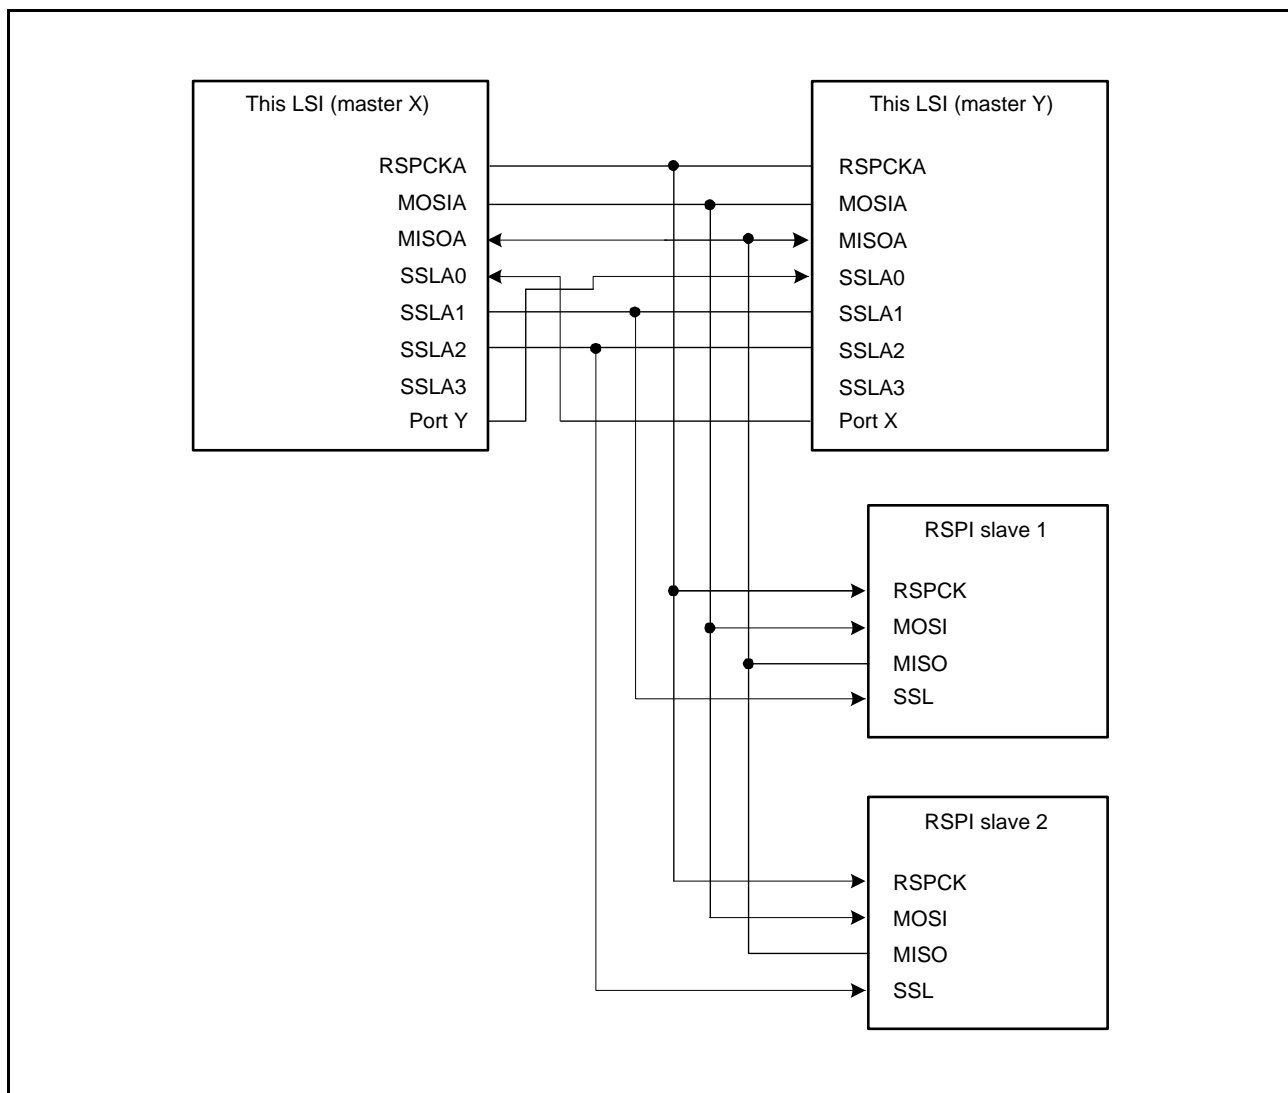 This LSI (master X)
RSPCKA
MOSIA
MISOA
SSLA0
SSLA1
SSLA2
SSLA3
Port Y
This LSI (master Y)
RSPCKA
MOSIA
MISOA
SSLA0
SSLA1
SSLA2
SSLA3
Port X
RSPI slave 1
RSPCK
MOSI
MISO
SSL
RSPI slave 2
RSPCK
MOSI
MISO
SSL